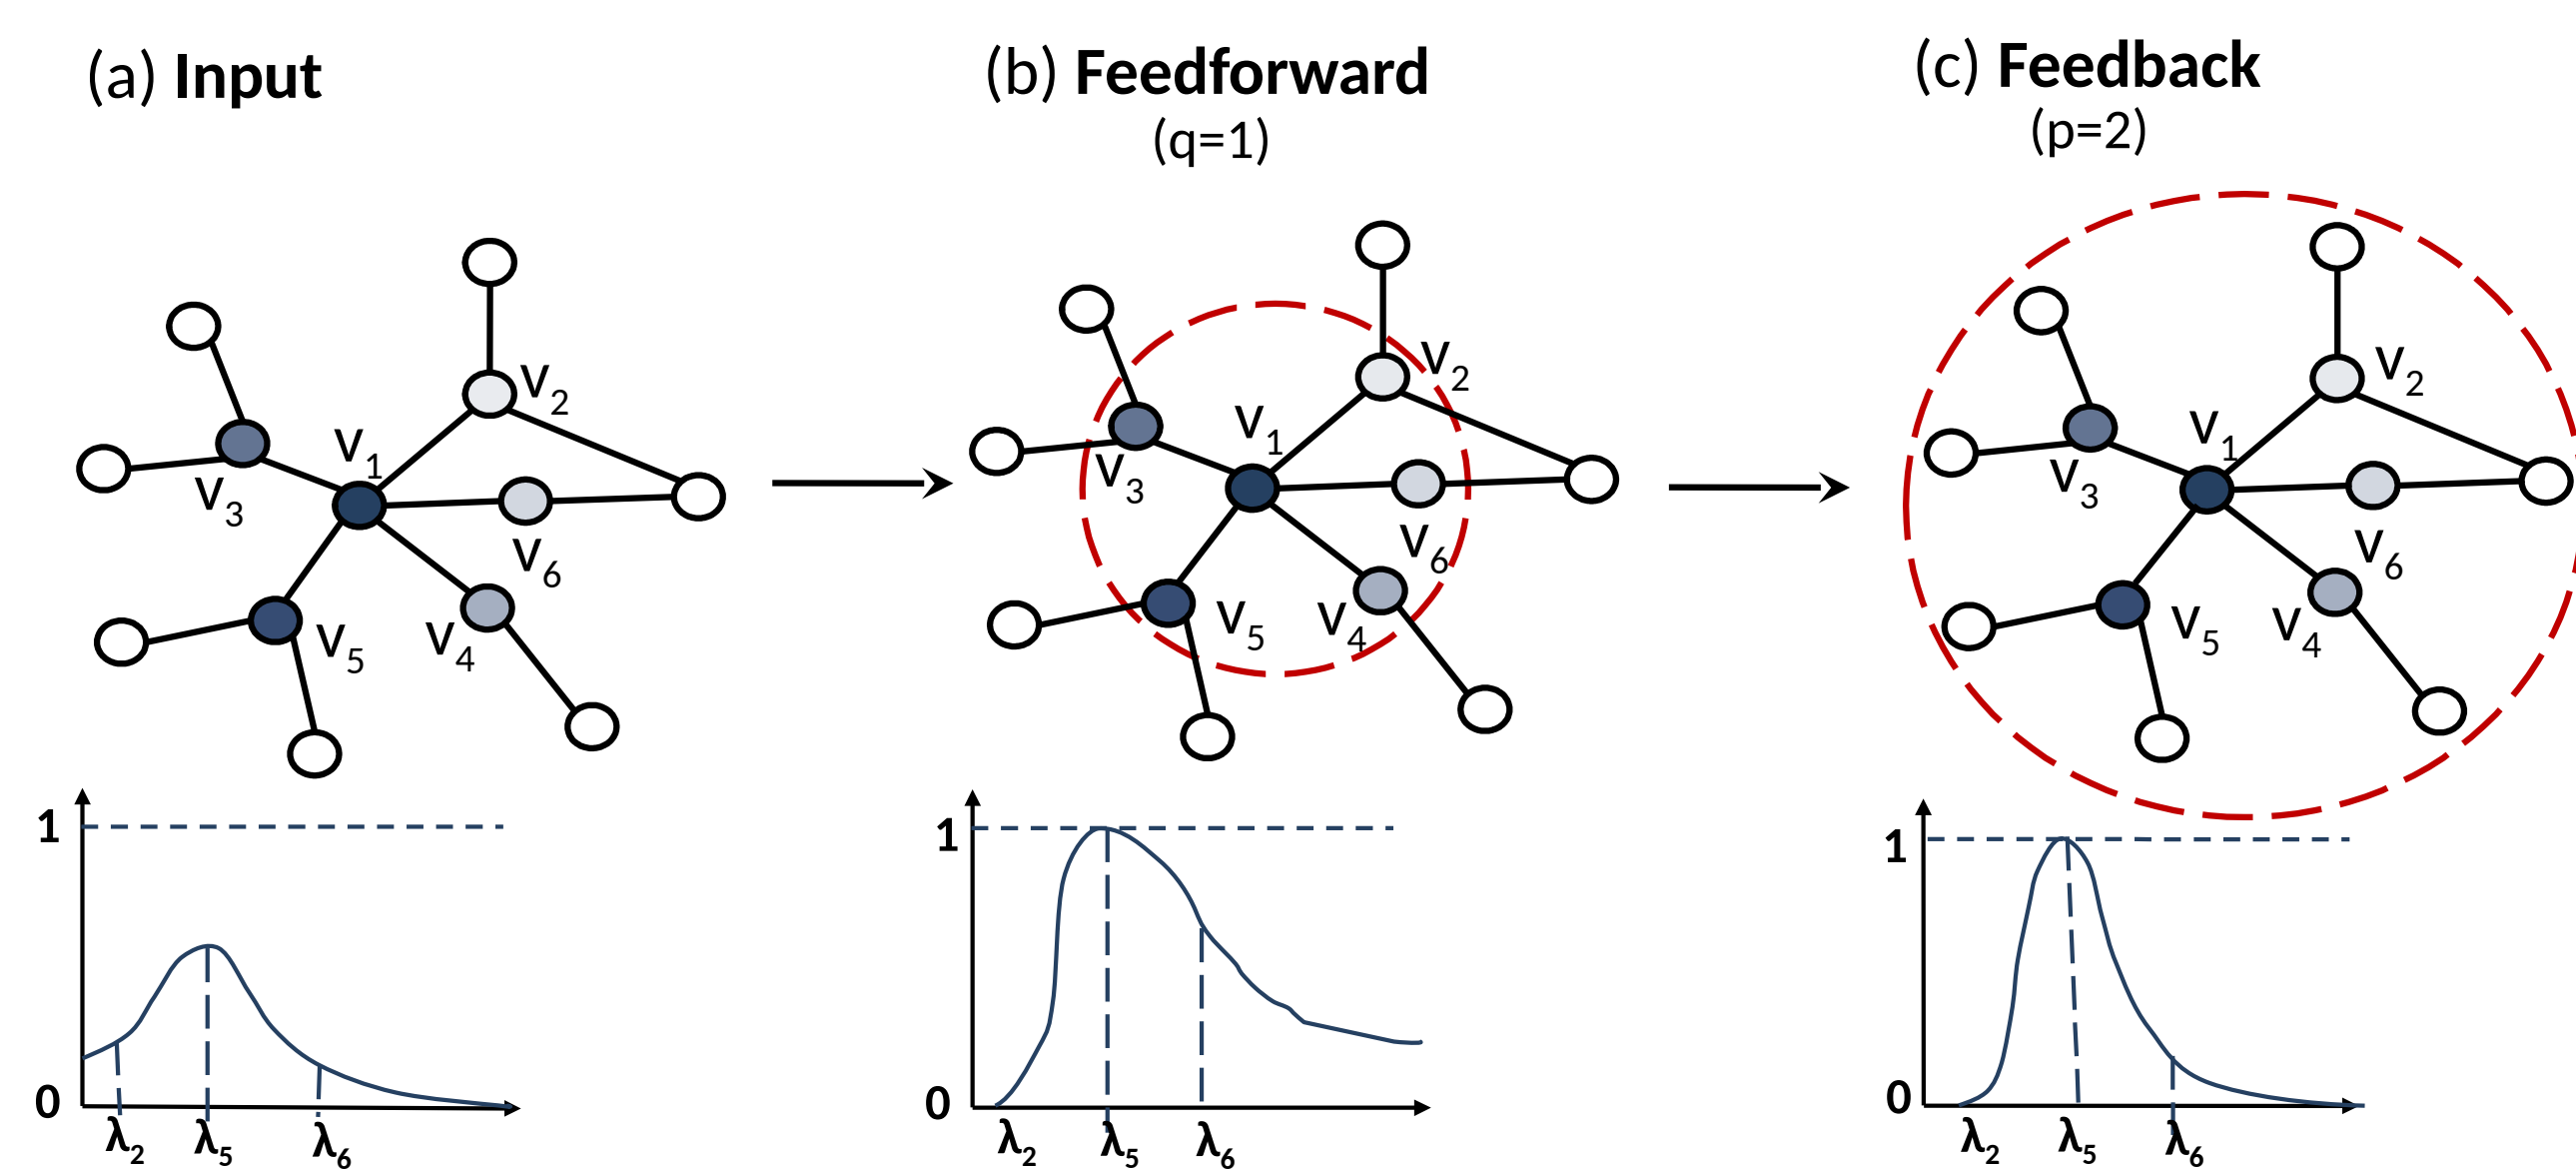 (a) Input
(b) Feedforward
(q=1)
(c) Feedback
(p=2)
V2
V1
V3
V6
V5
V4
V2
V1
V3
V6
V5
V4
V2
V1
V3
V6
V5
V4
1
0
λ2
λ5
λ6
1
0
λ2
λ5
λ6
1
0
λ2
λ5
λ6